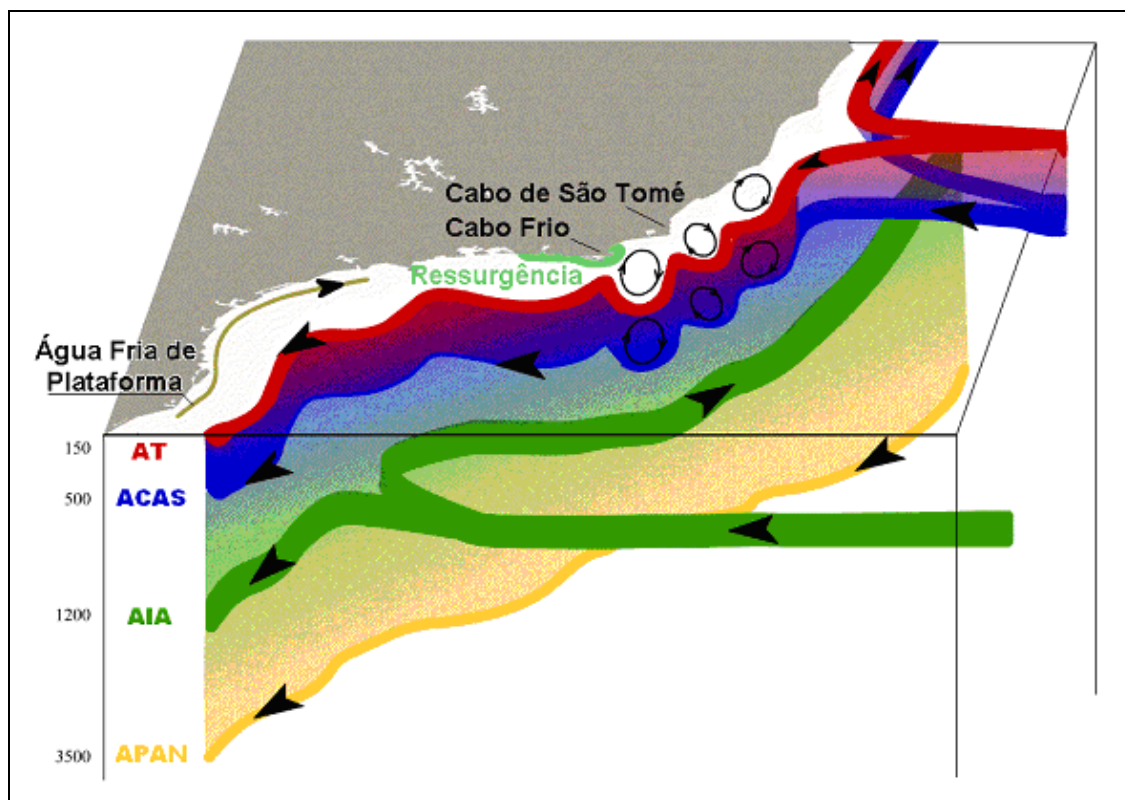 Cabo de São Tomé
Cabo Frio
Ressurgência
Água Fria de
Plataforma
150
AT
500
ACAS
1200
AIA
3500
APAN